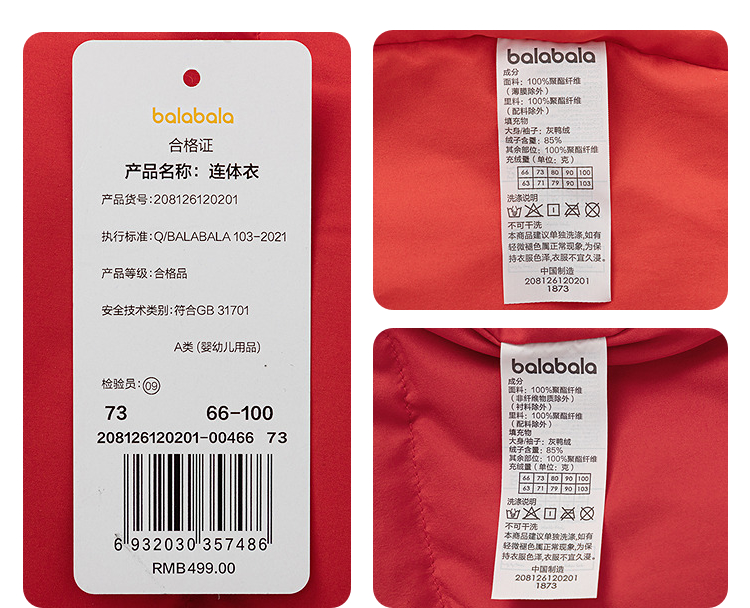 balabala
合格证
产品名称：连体衣
产品货号：208126120201
执行标准：Q/BALABALA 103-2021
产品等级：合格品
安全技术类别：符合GB 31701
A类 (婴幼儿用品)
检验员：09
73 66-100
208126120201-00466 73
6 932030 357486
RMB499.00
balabala
成分
面料：100%聚酯纤维
（薄膜除外）
里料：100%聚酯纤维
（配料除外）
填充物
大身/袖子：灰鸭绒
绒子含量：85%
其余部位：100%聚酯纤维
充绒量（单位：克）
66 73 80 90 100
63 71 79 90 103
洗涤说明
不可干洗
本商品建议单独洗涤,如有
轻微褪色属正常现象,为保
持衣服色泽,衣服不宜久浸。
中国制造
208126120201
1873
balabala
成分
面料：100%聚酯纤维
（非纤维物质除外）
（衬料除外）
里料：100%聚酯纤维
（配料除外）
填充物
大身/袖子：灰鸭绒
绒子含量：85%
其余部位：100%聚酯纤维
充绒量（单位：克）
66 73 80 90 100
63 71 79 90 103
洗涤说明
不可干洗
本商品建议单独洗涤,如有
轻微褪色属正常现象,为保
持衣服色泽,衣服不宜久浸。
中国制造
208126120201
1873